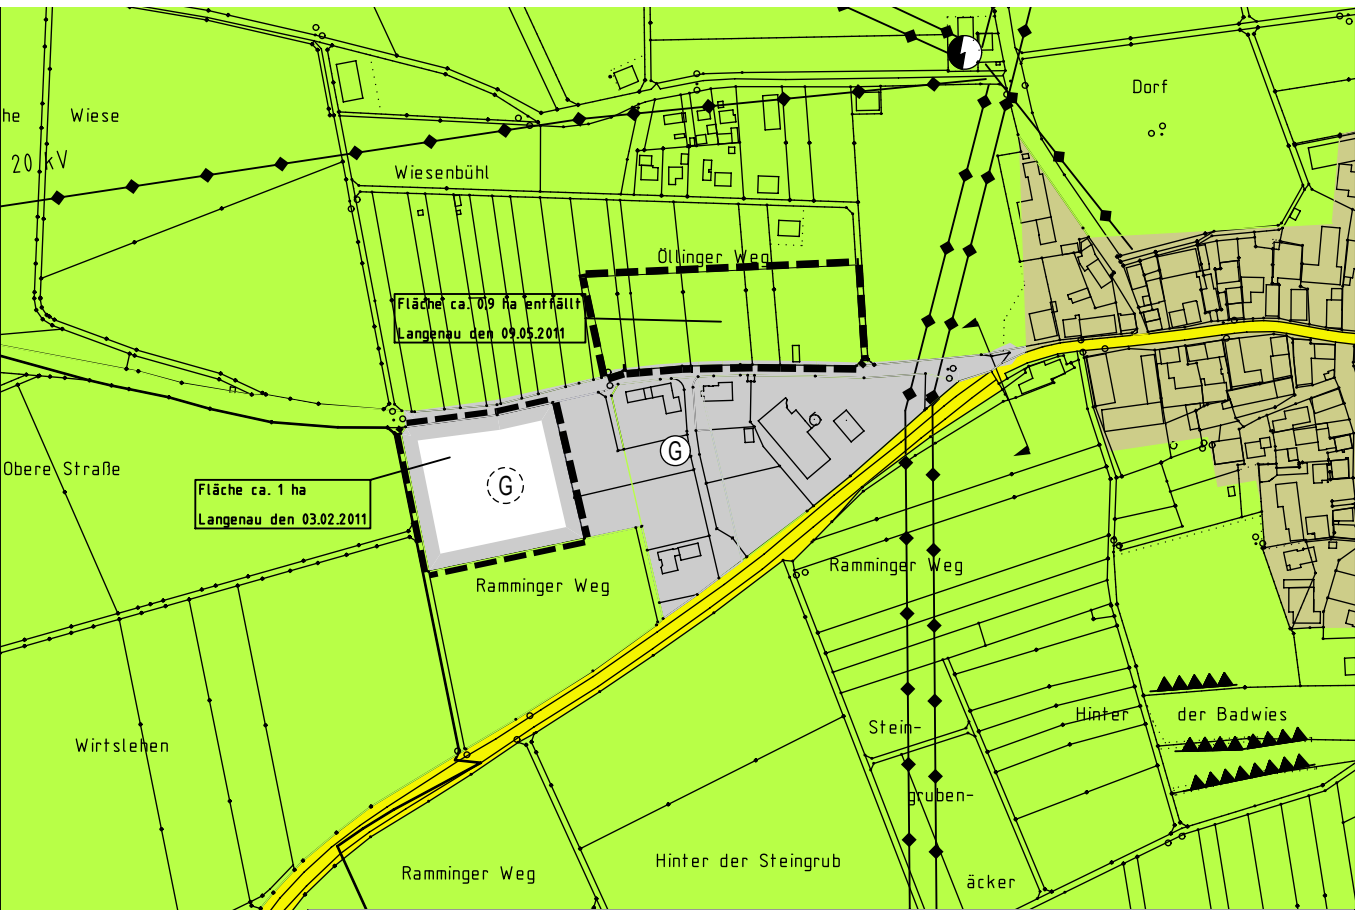 Dorf
he Wiese
20 kV
Wiesenbühl
Öllinger Weg
Fläche ca. 0,9 ha entfällt
Langenau den 09.05.2011
G
Obere Straße
G
Fläche ca. 1 ha
Langenau den 03.02.2011
Ramminger Weg
Ramminger Weg
Hinter der Badwies
Stein-
Wirtslehen
gruben-
Hinter der Steingrub
Ramminger Weg
äcker